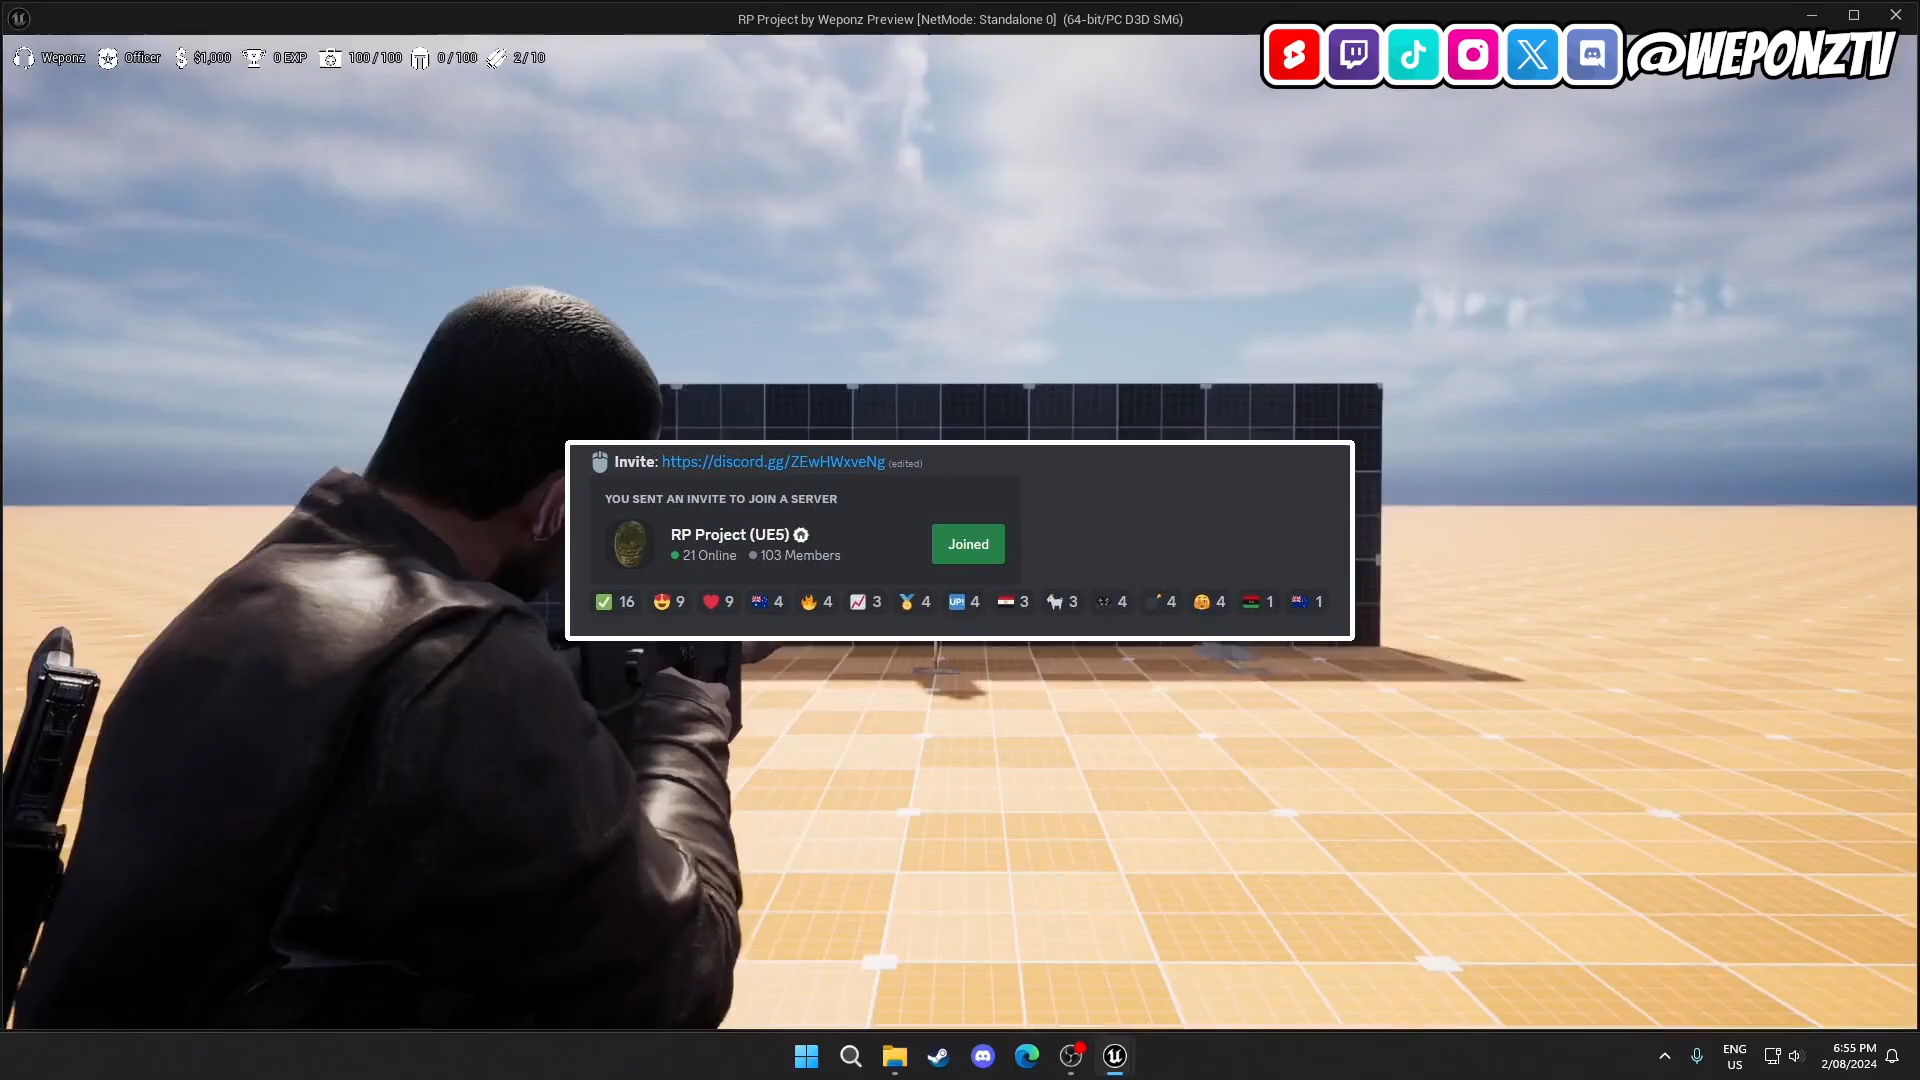 RP Project by Weponz Preview [NetMode: Standalone 0] (64-bit/PC D3D SM6)
Weponz Officer $1,000 0 EXP 100 / 100 0 / 100 2 / 10
@WEPONZTV
Invite: https://discord.gg/ZEwHWxveNg (edited)
YOU SENT AN INVITE TO JOIN A SERVER
RP Project (UE5)
21 Online 103 Members
Joined
16 9 9 4 4 3 4 UP! 4 3 3 4 4 4 1 1
ENG
US
6:55 PM
2/08/2024